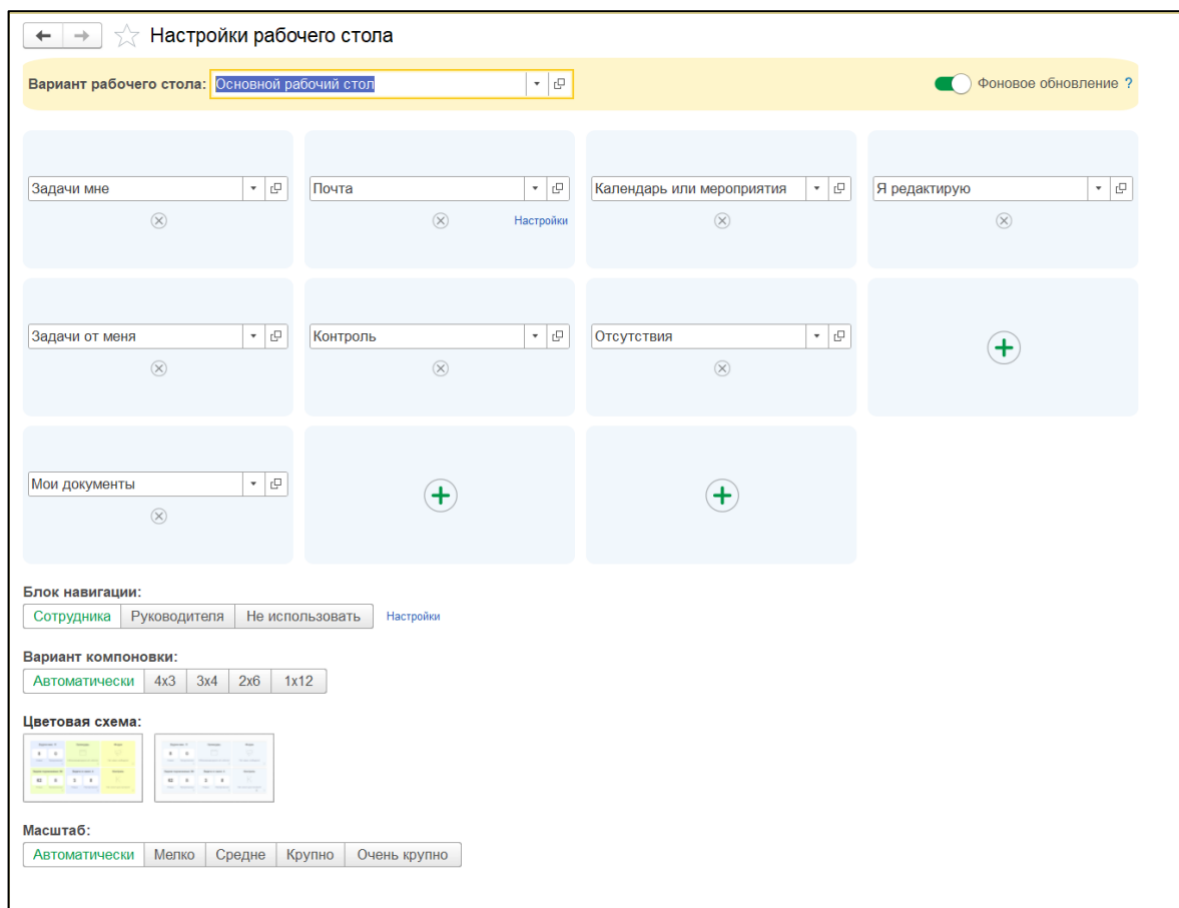 Настройки рабочего стола
Вариант рабочего стола: Основной рабочий стол Фоновое обновление ?
Задачи мне Почта Календарь или мероприятия Я редактирую
Настройки
Задачи от меня Контроль Отсутствия
Мои документы
Блок навигации:
Сотрудника Руководителя Не использовать Настройки
Вариант компоновки:
Автоматически 4x3 3x4 2x6 1x12
Цветовая схема:
Масштаб:
Автоматически Мелко Средне Крупно Очень крупно